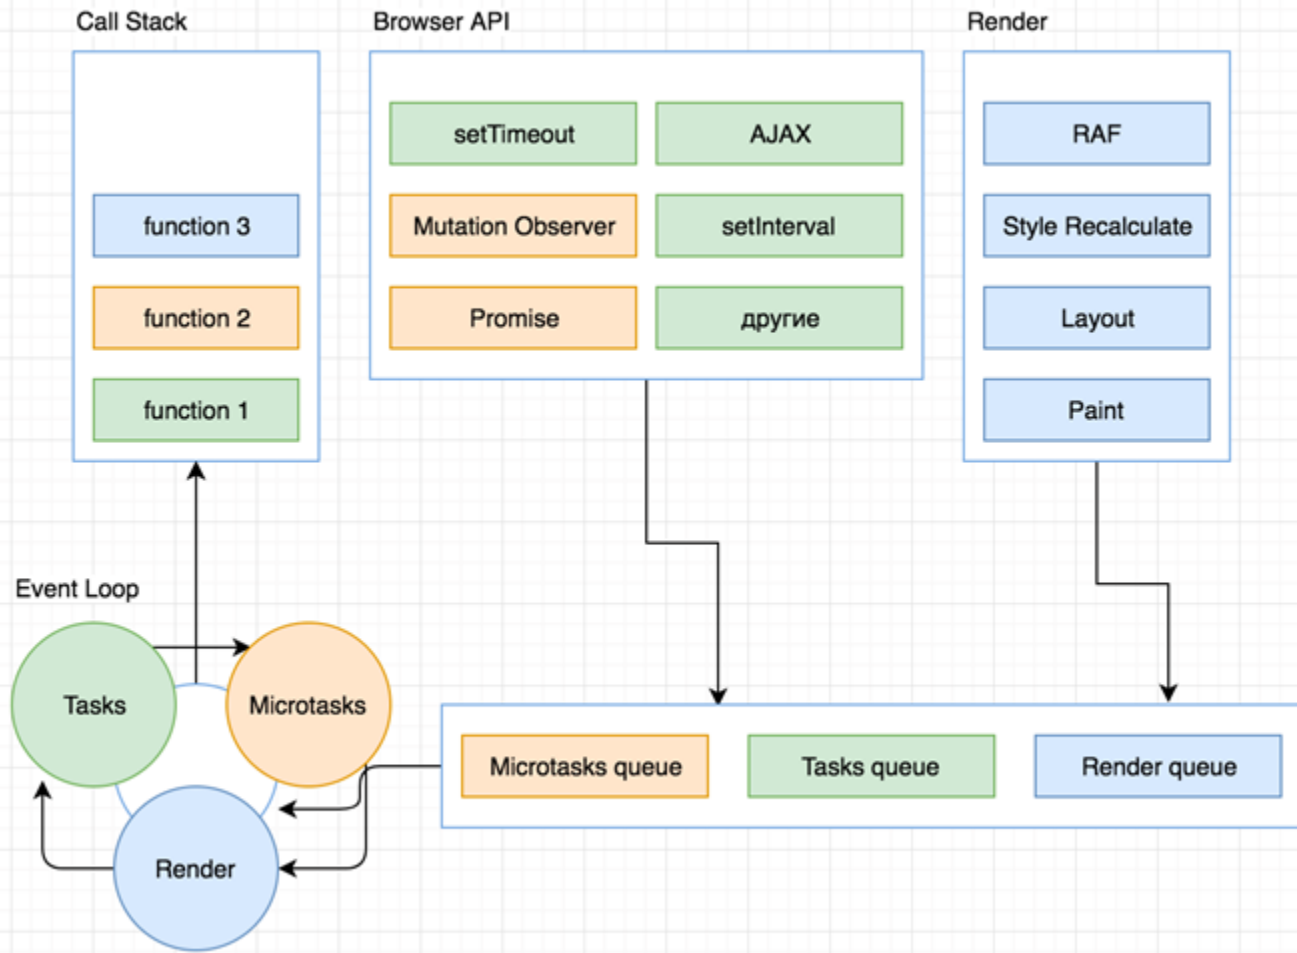 Call Stack
Browser API
Render
function 3
function 2
function 1
setTimeout
AJAX
Mutation Observer
setInterval
Promise
другие
RAF
Style Recalculate
Layout
Paint
Event Loop
Tasks
Microtasks
Render
Microtasks queue
Tasks queue
Render queue